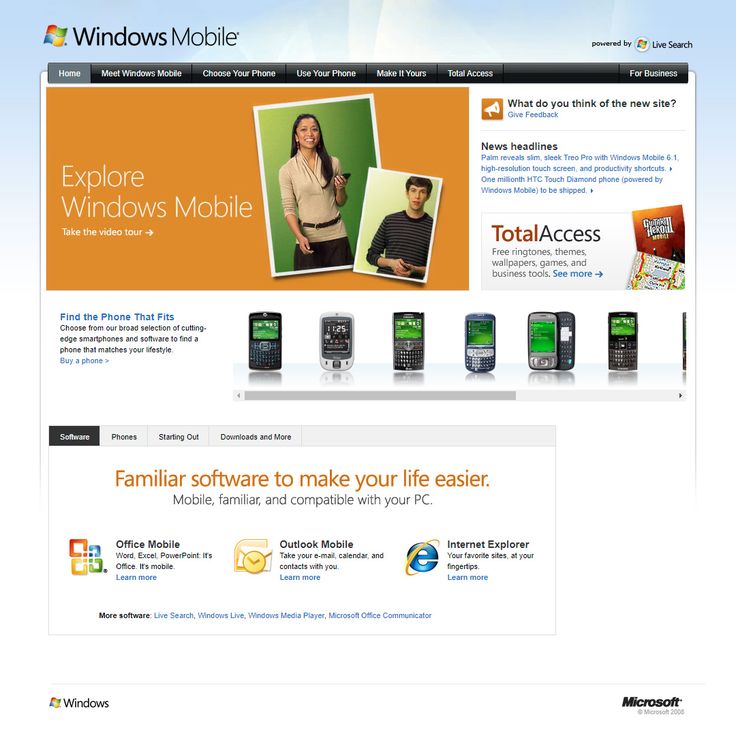 Windows Mobile®
powered by Live Search
Home Meet Windows Mobile Choose Your Phone Use Your Phone Make It Yours Total Access For Business
Explore
Windows Mobile
Take the video tour
What do you think of the new site?
Give Feedback
News headlines
Palm reveals slim, sleek Treo Pro with Windows Mobile 6.1,
high-resolution touch screen, and productivity shortcuts.
One millionth HTC Touch Diamond phone (powered by
Windows Mobile) to be shipped.
TotalAccess
Free ringtones, themes,
wallpapers, games, and
business tools. See more
GUITAR
HERO III
MOBILE
Find the Phone That Fits
Choose from our broad selection of cutting-
edge smartphones and software to find a
phone that matches your lifestyle.
Buy a phone >
11:25
Software Phones Starting Out Downloads and More
Familiar software to make your life easier.
Mobile, familiar, and compatible with your PC.
Office Mobile
Word, Excel, PowerPoint: It's
Office. It's mobile.
Learn more
Outlook Mobile
Take your e-mail, calendar, and
contacts with you.
Learn more
Internet Explorer
Your favorite sites, at your
fingertips.
Learn more
More software: Live Search, Windows Live, Windows Media Player, Microsoft Office Communicator
Windows
Microsoft®
© Microsoft 2008